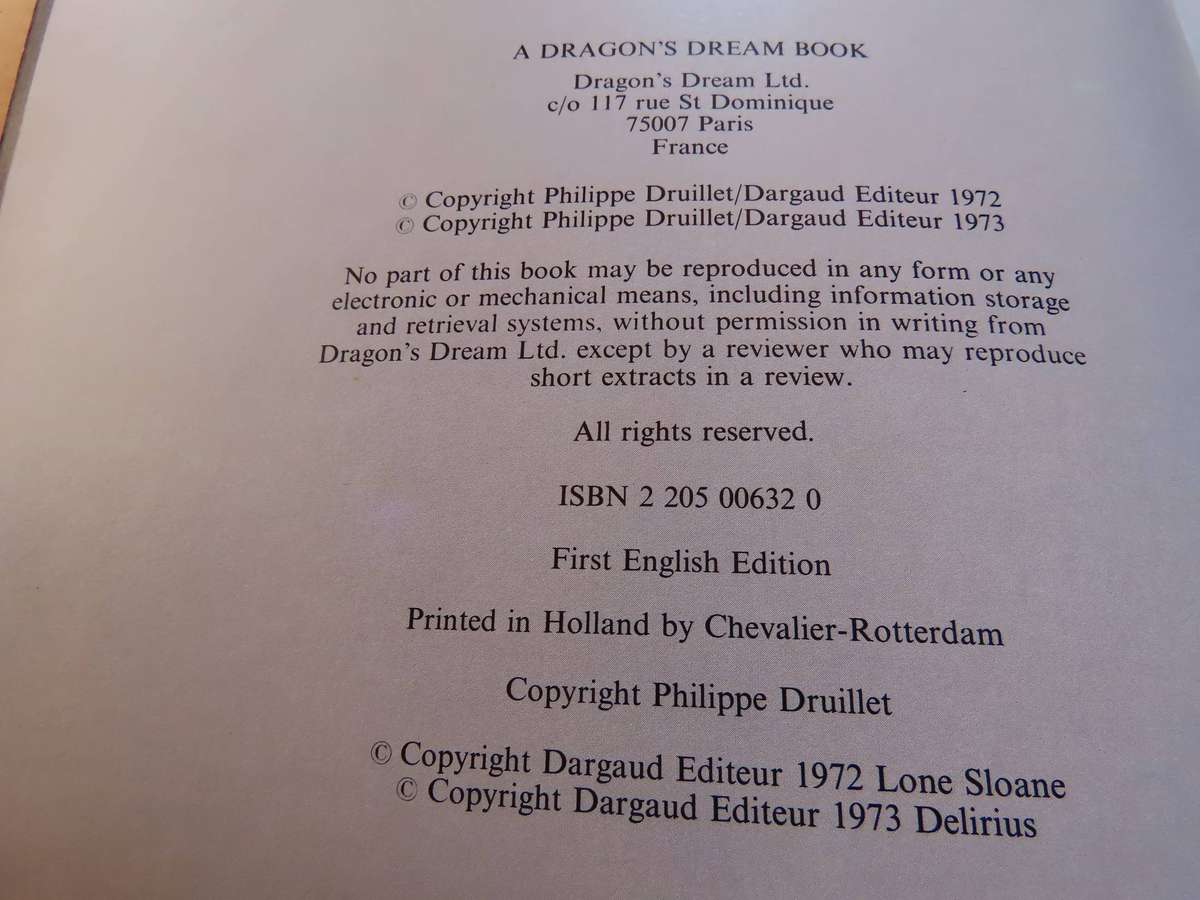 A DRAGON'S DREAM BOOK
Dragon's Dream Ltd.
c/o 117 rue St Dominique
75007 Paris
France
© Copyright Philippe Druillet/Dargaud Editeur 1972
© Copyright Philippe Druillet/Dargaud Editeur 1973
No part of this book may be reproduced in any form or any
electronic or mechanical means, including information storage
and retrieval systems, without permission in writing from
Dragon's Dream Ltd. except by a reviewer who may reproduce
short extracts in a review.
All rights reserved.
ISBN 2 205 00632 0
First English Edition
Printed in Holland by Chevalier-Rotterdam
Copyright Philippe Druillet
© Copyright Dargaud Editeur 1972 Lone Sloane
© Copyright Dargaud Editeur 1973 Delirius